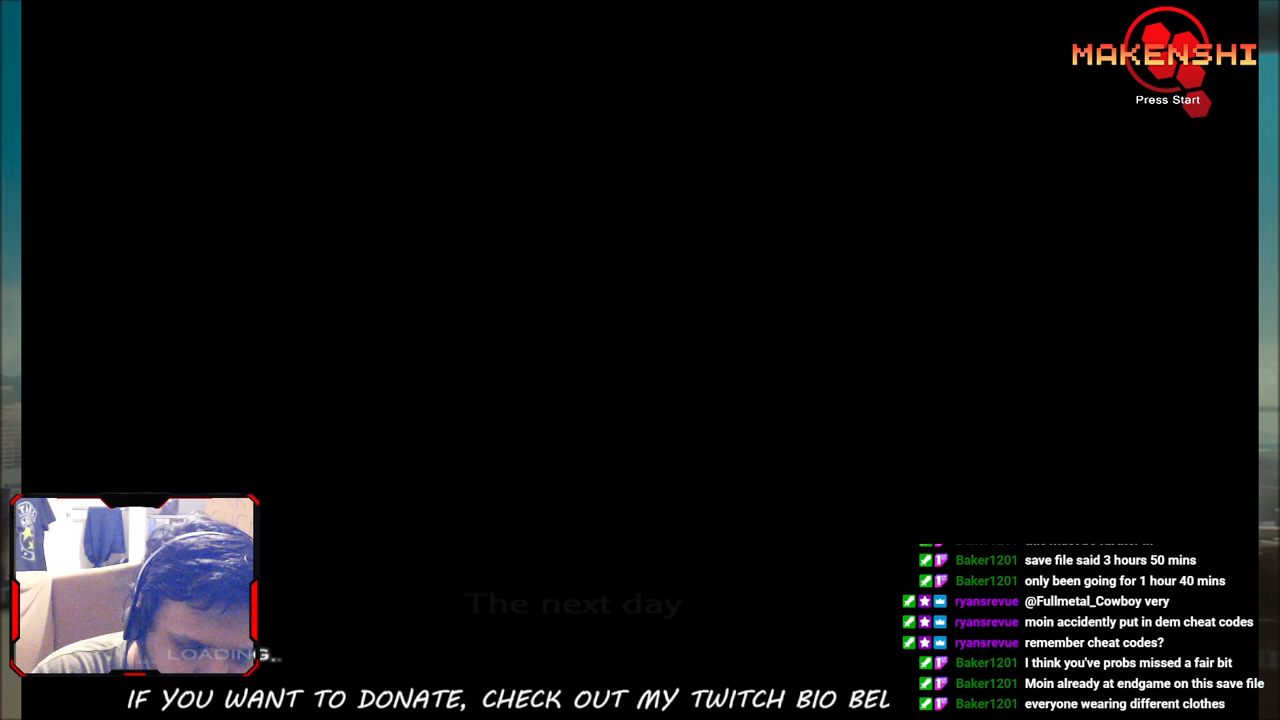 MAKENSHI
Press Start
The next day
LOADING..
IF YOU WANT TO DONATE, CHECK OUT MY TWITCH BIO BEL
Baker1201 save file said 3 hours 50 mins
Baker1201 only been going for 1 hour 40 mins
ryansrevue @Fullmetal_Cowboy very
ryansrevue moin accidently put in dem cheat codes
ryansrevue remember cheat codes?
Baker1201 I think you've probs missed a fair bit
Baker1201 Moin already at endgame on this save file
Baker1201 everyone wearing different clothes